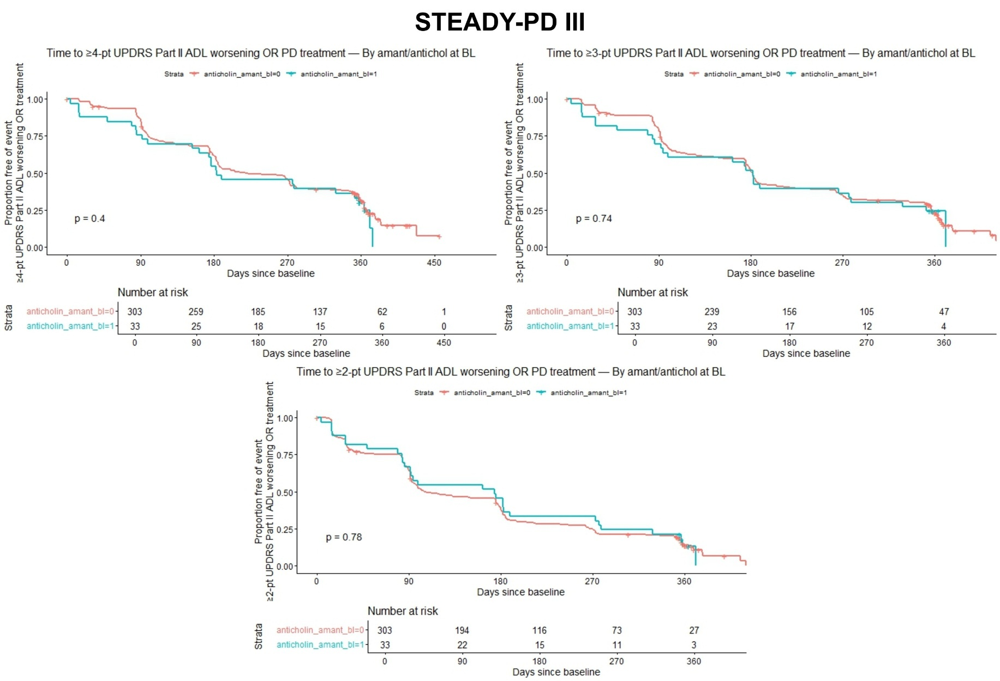 STEADY-PD III
Time to ≥4-pt UPDRS Part II ADL worsening OR PD treatment — By amant/antichol at BL
Strata anticholin_amant_bl=0 anticholin_amant_bl=1
Proportion free of event
≥4-pt UPDRS Part II ADL worsening OR treatment
1.00
0.75
0.50
0.25
0.00
p = 0.4
0 90 180 270 360 450
Days since baseline
Number at risk
Strata
anticholin_amant_bl=0 303 259 185 137 62 1
anticholin_amant_bl=1 33 25 18 15 6 0
0 90 180 270 360 450
Days since baseline
Time to ≥3-pt UPDRS Part II ADL worsening OR PD treatment — By amant/antichol at BL
Strata anticholin_amant_bl=0 anticholin_amant_bl=1
Proportion free of event
≥3-pt UPDRS Part II ADL worsening OR treatment
1.00
0.75
0.50
0.25
0.00
p = 0.74
0 90 180 270 360
Days since baseline
Number at risk
Strata
anticholin_amant_bl=0 303 239 156 105 47
anticholin_amant_bl=1 33 23 17 12 4
0 90 180 270 360
Days since baseline
Time to ≥2-pt UPDRS Part II ADL worsening OR PD treatment — By amant/antichol at BL
Strata anticholin_amant_bl=0 anticholin_amant_bl=1
Proportion free of event
≥2-pt UPDRS Part II ADL worsening OR treatment
1.00
0.75
0.50
0.25
0.00
p = 0.78
0 90 180 270 360
Days since baseline
Number at risk
Strata
anticholin_amant_bl=0 303 194 116 73 27
anticholin_amant_bl=1 33 22 15 11 3
0 90 180 270 360
Days since baseline